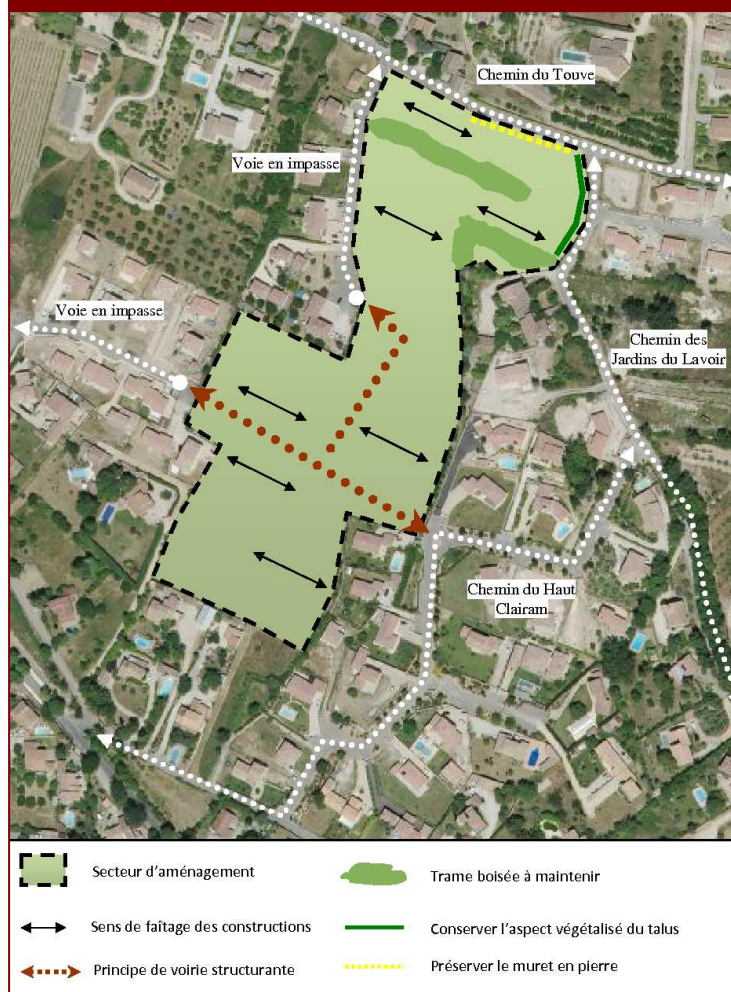 Chemin du Touve
Voie en impasse
Voie en impasse
Chemin des
Jardins du Lavoir
Chemin du Haut
Clairam
Secteur d'aménagement
Trame boisée à maintenir
Sens de faîtage des constructions
Conserver l'aspect végétalisé du talus
Principe de voirie structurante
Préserver le muret en pierre